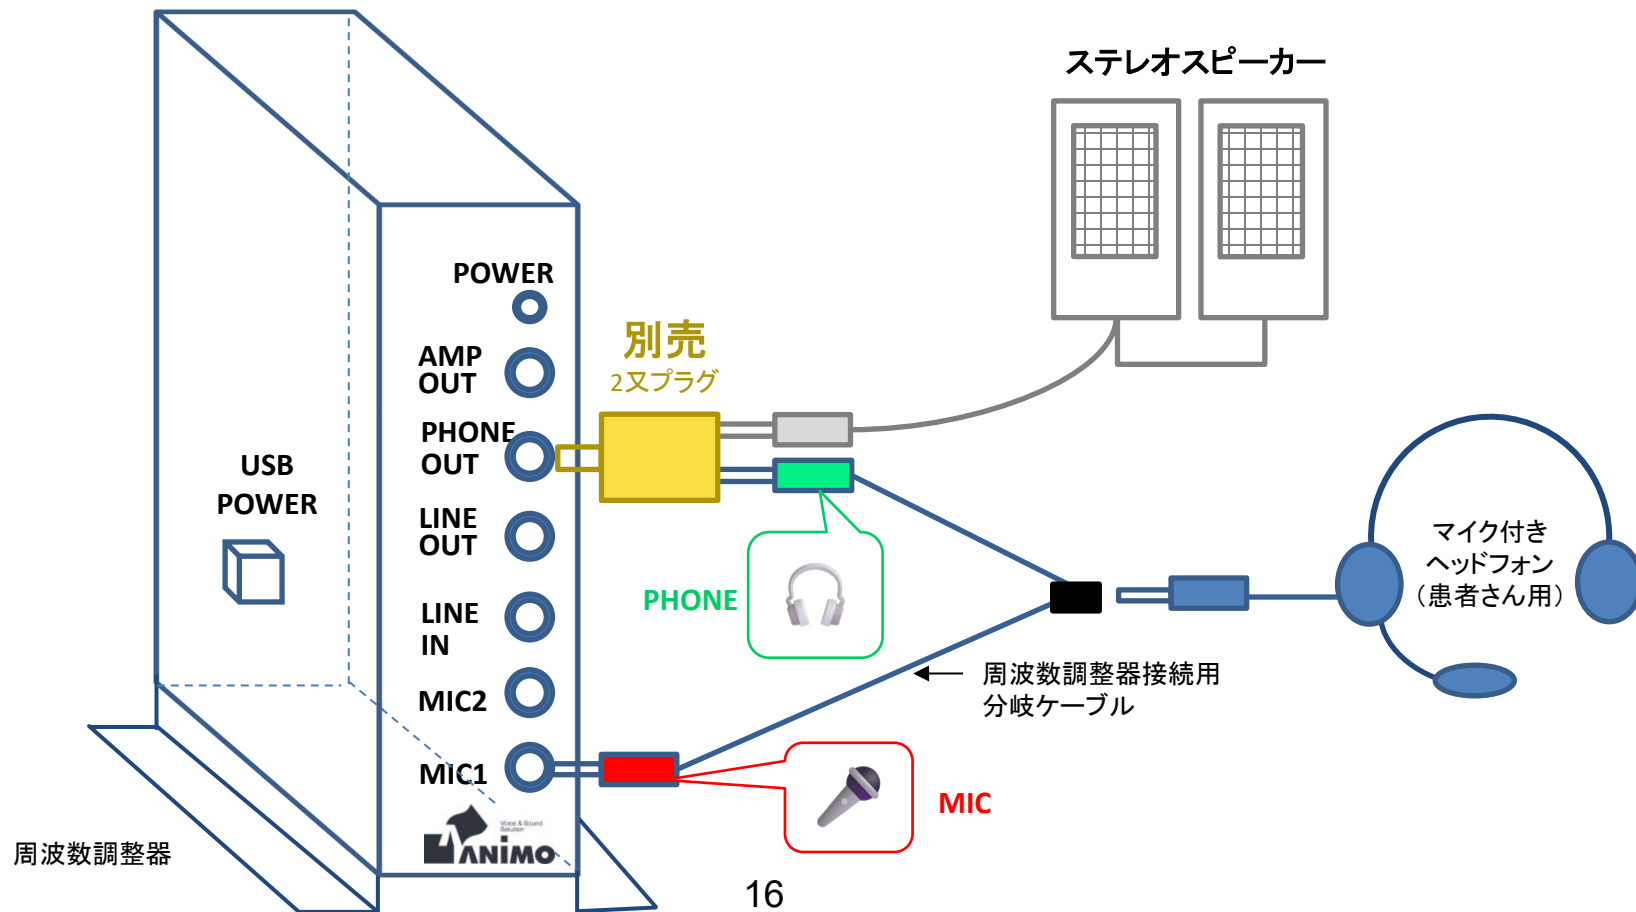 ステレオスピーカー
POWER
AMP
OUT
別売
2又プラグ
PHONE
OUT
USB
POWER
LINE
OUT
マイク付き
ヘッドフォン
（患者さん用）
PHONE
LINE
IN
周波数調整器接続用
分岐ケーブル
MIC2
MIC1
MIC
Voice & Sound
Solution
ANIMO
周波数調整器
16